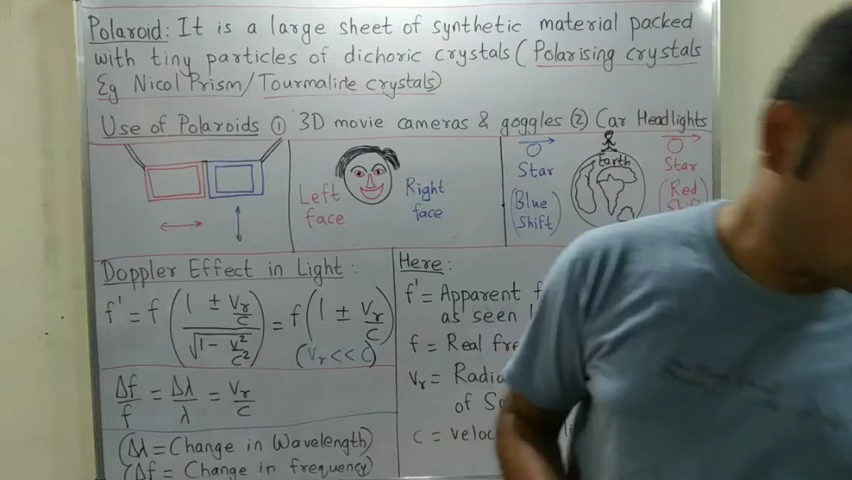 Polaroid: It is a large sheet of synthetic material packed
with tiny particles of dichoric crystals (Polarising crystals
Eg Nicol Prism/Tourmaline crystals)
Use of Polaroids ① 3D movie cameras & goggles ② Car Headlights
Left
face
Right
face
Star
(Blue
Shift)
Earth
Star
(Red
Shift
Doppler Effect in Light:
f' = f ( (1 ± Vr/c) / √(1 - v²/c²) ) = f (1 ± Vr/c)
(Vr << C)
Δf/f = Δλ/λ = Vr/c
(Δλ = Change in Wavelength)
(Δf = Change in frequency)
Here:
f' = Apparent f
as seen
f = Real
Vr =
of
c =